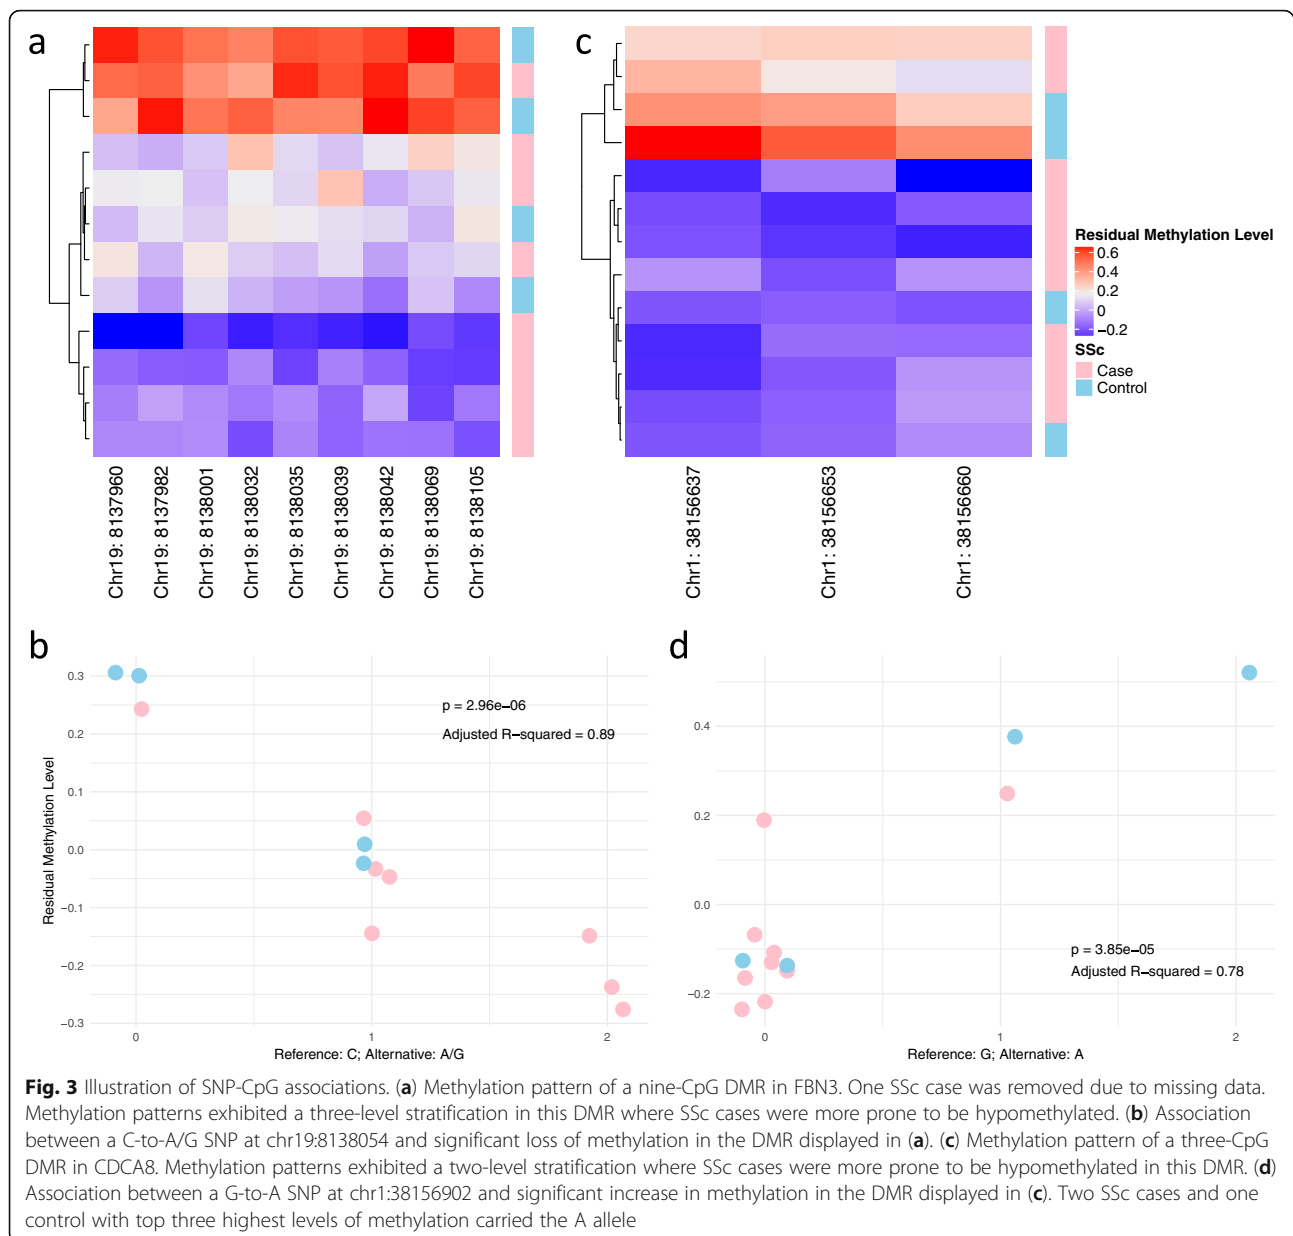 a
c
Residual Methylation Level
0.6
0.4
0.2
0
−0.2
SSc
Case
Control
Chr19: 8137960
Chr19: 8137982
Chr19: 8138001
Chr19: 8138032
Chr19: 8138035
Chr19: 8138039
Chr19: 8138042
Chr19: 8138069
Chr19: 8138105
Chr1: 38156637
Chr1: 38156653
Chr1: 38156660
b
Residual Methylation Level
0.3
0.2
0.1
0.0
−0.1
−0.2
−0.3
p = 2.96e−06
Adjusted R−squared = 0.89
0 1 2
Reference: C; Alternative: A/G
d
0.4
0.2
0.0
−0.2
p = 3.85e−05
Adjusted R−squared = 0.78
0 1 2
Reference: G; Alternative: A
Fig. 3 Illustration of SNP-CpG associations. (a) Methylation pattern of a nine-CpG DMR in FBN3. One SSc case was removed due to missing data.
Methylation patterns exhibited a three-level stratification in this DMR where SSc cases were more prone to be hypomethylated. (b) Association
between a C-to-A/G SNP at chr19:8138054 and significant loss of methylation in the DMR displayed in (a). (c) Methylation pattern of a three-CpG
DMR in CDCA8. Methylation patterns exhibited a two-level stratification where SSc cases were more prone to be hypomethylated in this DMR. (d)
Association between a G-to-A SNP at chr1:38156902 and significant increase in methylation in the DMR displayed in (c). Two SSc cases and one
control with top three highest levels of methylation carried the A allele